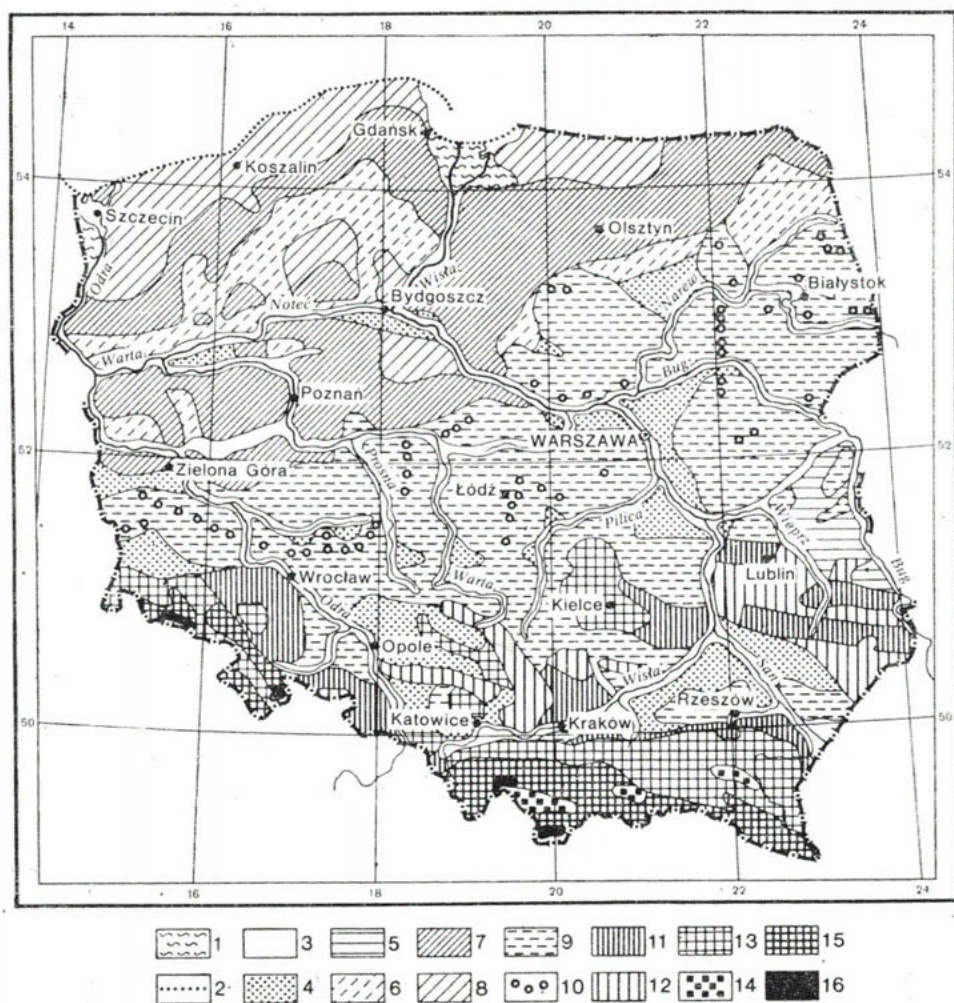 14 16 18 20 22 24
Gdańsk
Koszalin
54 54
Szczecin
Olsztyn
Odra
Wisła
Narew
Białystok
Noteć
Bydgoszcz
Warta
Bug
Poznań
52 WARSZAWA 52
Zielona Góra
Prosna
Łódź
Pilica
Wieprz
Wrocław
Warta
Lublin
Bug
Odra
Kielce
Opole
Wisła
San
Rzeszów
50 Katowice Kraków 50
16 18 20 22 24
1 3 5 7 9 11 13 15
2 4 6 8 10 12 14 16